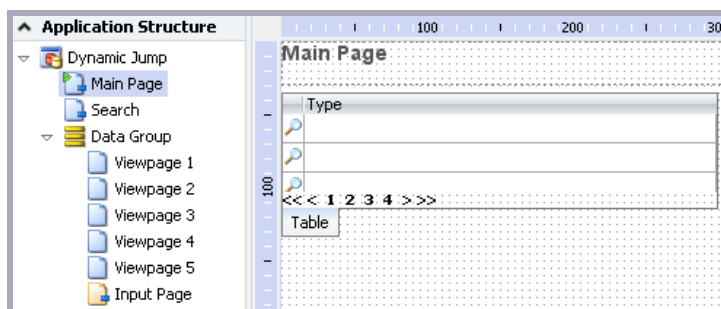 Application Structure
Dynamic Jump
Main Page
Search
Data Group
Viewpage 1
Viewpage 2
Viewpage 3
Viewpage 4
Viewpage 5
Input Page
100 200 30
100
Main Page
Type
<< < 1 2 3 4 > >>
Table